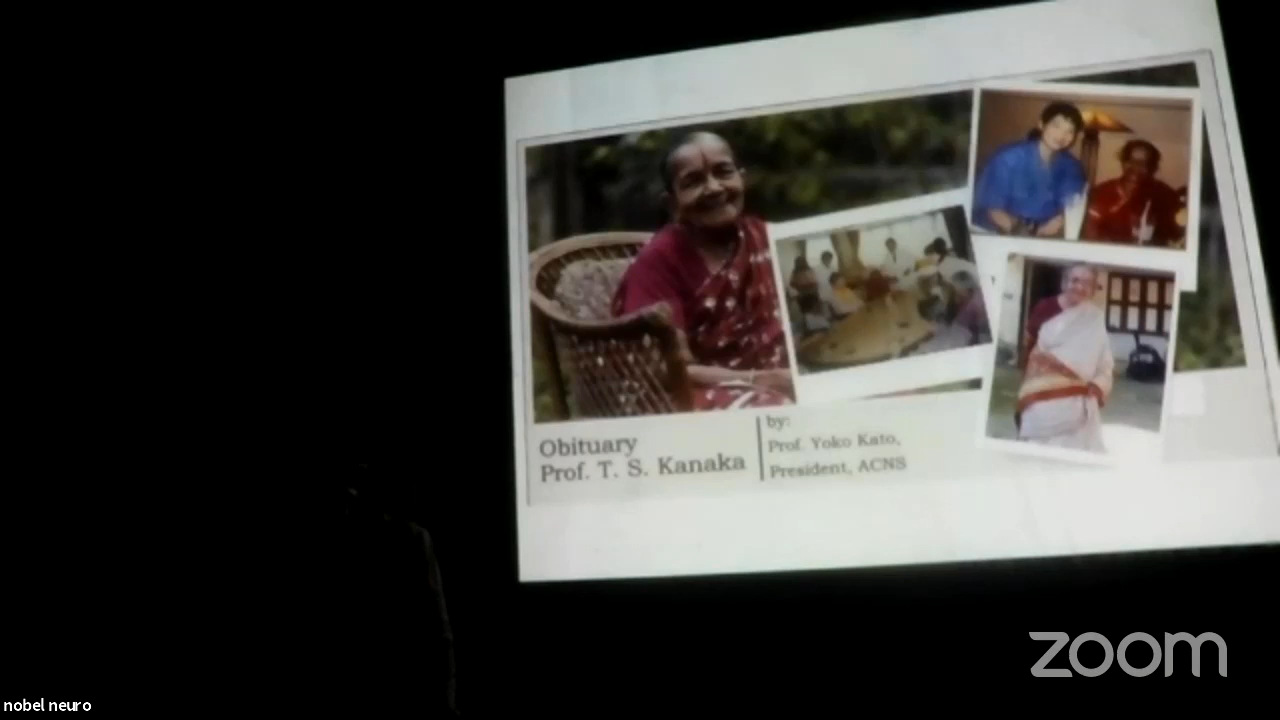 Obituary
Prof. T. S. Kanaka
by:
Prof. Yoko Kato,
President, ACNS
zoom
nobel neuro